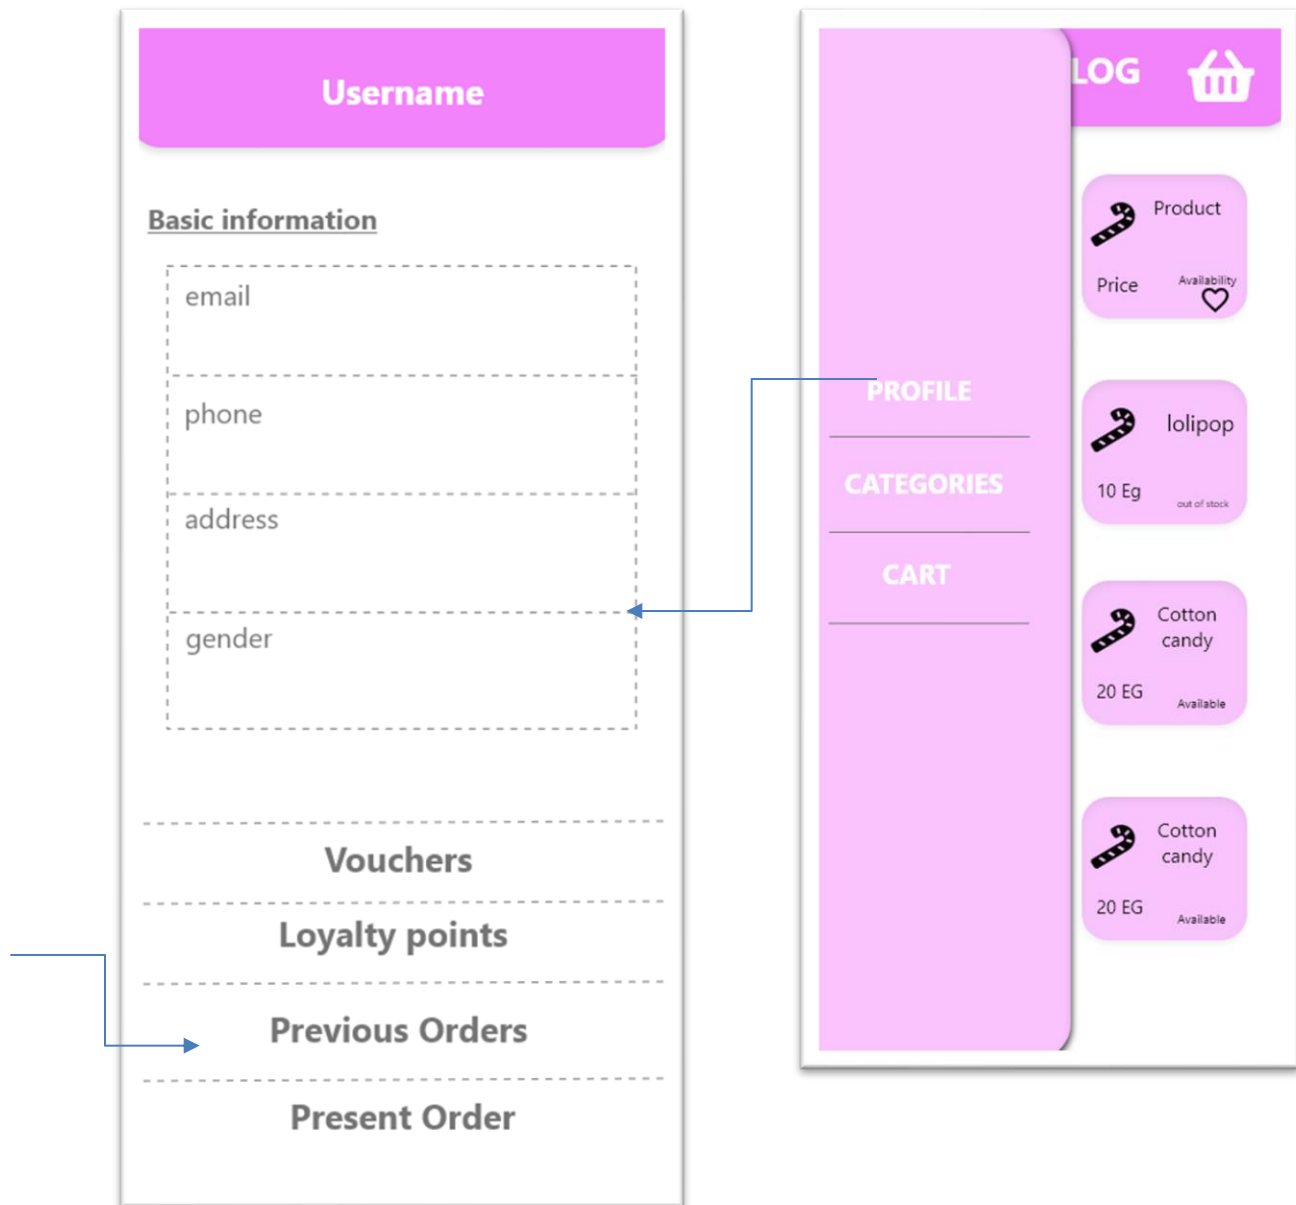 Username
Basic information
email
phone
address
gender
Vouchers
Loyalty points
Previous Orders
Present Order
LOG
PROFILE
CATEGORIES
CART
Product
Price
Availability
lolipop
10 Eg
out of stock
Cotton
candy
20 EG
Available
Cotton
candy
20 EG
Available